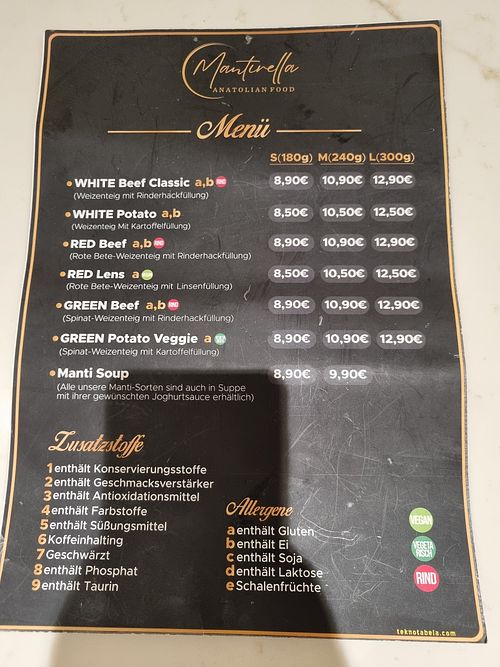 Mantirella
ANATOLIAN FOOD
Menü
S(180g) M(240g) L(300g)
WHITE Beef Classic a,b RIND 8,90€ 10,90€ 12,90€
(Weizenteig mit Rinderhackfüllung)
WHITE Potato a,b 8,50€ 10,50€ 12,50€
(Weizenteig Mit Kartoffelfüllung)
RED Beef a,b RIND 8,90€ 10,90€ 12,90€
(Rote Bete-Weizenteig mit Rinderhackfüllung)
RED Lens a VEGAN 8,50€ 10,50€ 12,50€
(Rote Bete-Weizenteig mit Linsenfüllung)
GREEN Beef a,b RIND 8,90€ 10,90€ 12,90€
(Spinat-Weizenteig mit Rinderhackfüllung)
GREEN Potato Veggie a 8,90€ 10,90€ 12,90€
(Spinat-Weizenteig mit Kartoffelfüllung)
Manti Soup 8,90€ 9,90€
(Alle unsere Manti-Sorten sind auch in Suppe
mit ihrer gewünschten Joghurtsauce erhältlich)
Zusatzstoffe
1 enthält Konservierungsstoffe
2 enthält Geschmacksverstärker
3 enthält Antioxidationsmittel
4 enthält Farbstoffe
5 enthält Süßungsmittel
6 Koffeinhalting
7 Geschwärzt
8 enthält Phosphat
9 enthält Taurin
Allergene
a enthält Gluten
b enthält Ei
c enthält Soja
d enthält Laktose
e Schalenfrüchte
VEGAN
VEGETA
RISCH
RIND
teknotabela.com